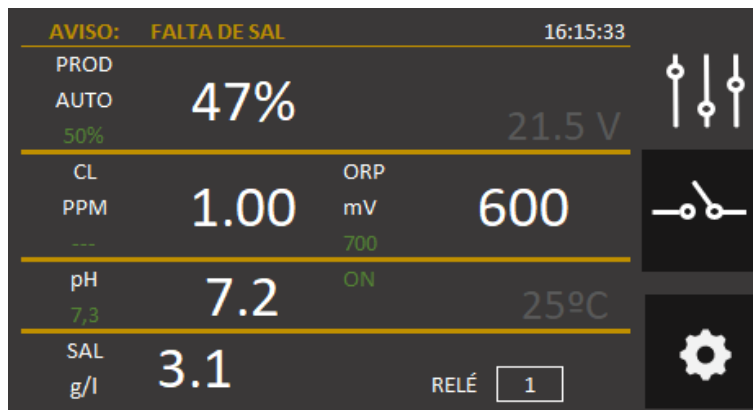 AVISO: FALTA DE SAL 16:15:33
PROD
AUTO 47%
50% 21.5 V
CL ORP
PPM 1.00 mV 600
--- 700
pH 7.2 ON
7,3 25ºC
SAL 3.1
g/l RELÉ 1